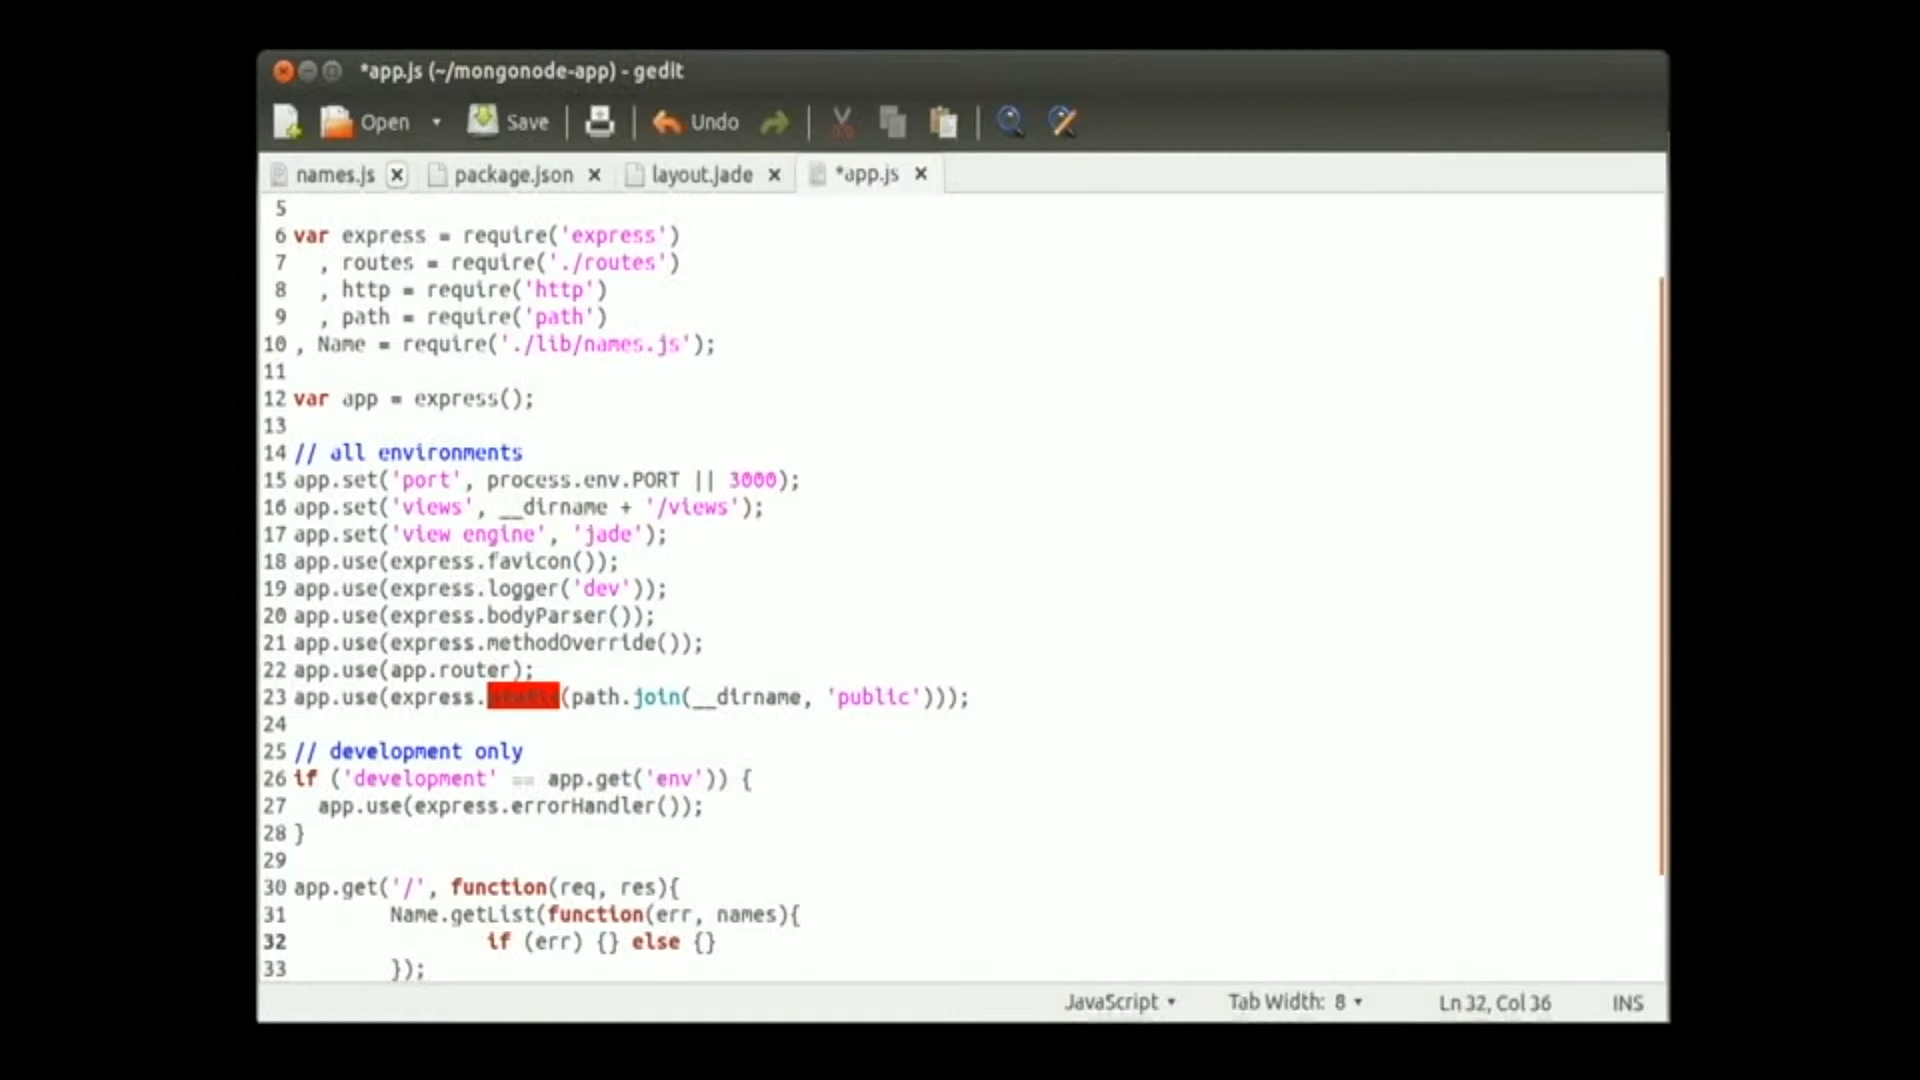 *app.js (~/mongonode-app) - gedit
Open Save Undo
names.js package.json layout.jade *app.js
5
6 var express = require('express')
7   , routes = require('./routes')
8   , http = require('http')
9   , path = require('path')
10 , Name = require('./lib/names.js');
11
12 var app = express();
13
14 // all environments
15 app.set('port', process.env.PORT || 3000);
16 app.set('views', __dirname + '/views');
17 app.set('view engine', 'jade');
18 app.use(express.favicon());
19 app.use(express.logger('dev'));
20 app.use(express.bodyParser());
21 app.use(express.methodOverride());
22 app.use(app.router);
23 app.use(express.static(path.join(__dirname, 'public')));
24
25 // development only
26 if ('development' == app.get('env')) {
27   app.use(express.errorHandler());
28 }
29
30 app.get('/', function(req, res){
31         Name.getList(function(err, names){
32                 if (err) {} else {}
33         });
JavaScript Tab Width: 8 Ln 32, Col 36 INS